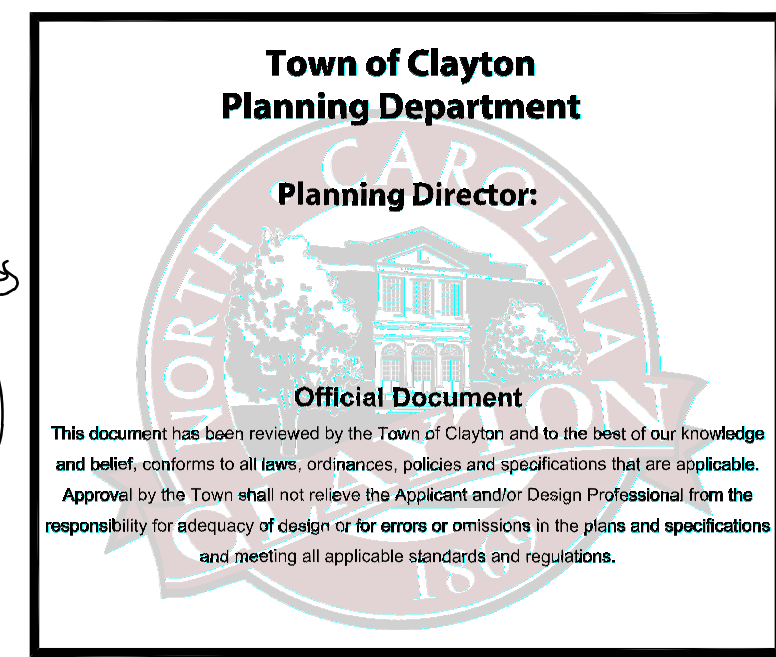 Town of Clayton
Planning Department
NORTH CAROLINA
Planning Director:
CLAYTON
1869
Official Document
This document has been reviewed by the Town of Clayton and to the best of our knowledge
and belief, conforms to all laws, ordinances, policies and specifications that are applicable.
Approval by the Town shall not relieve the Applicant and/or Design Professional from the
responsibility for adequacy of design or for errors or omissions in the plans and specifications
and meeting all applicable standards and regulations.